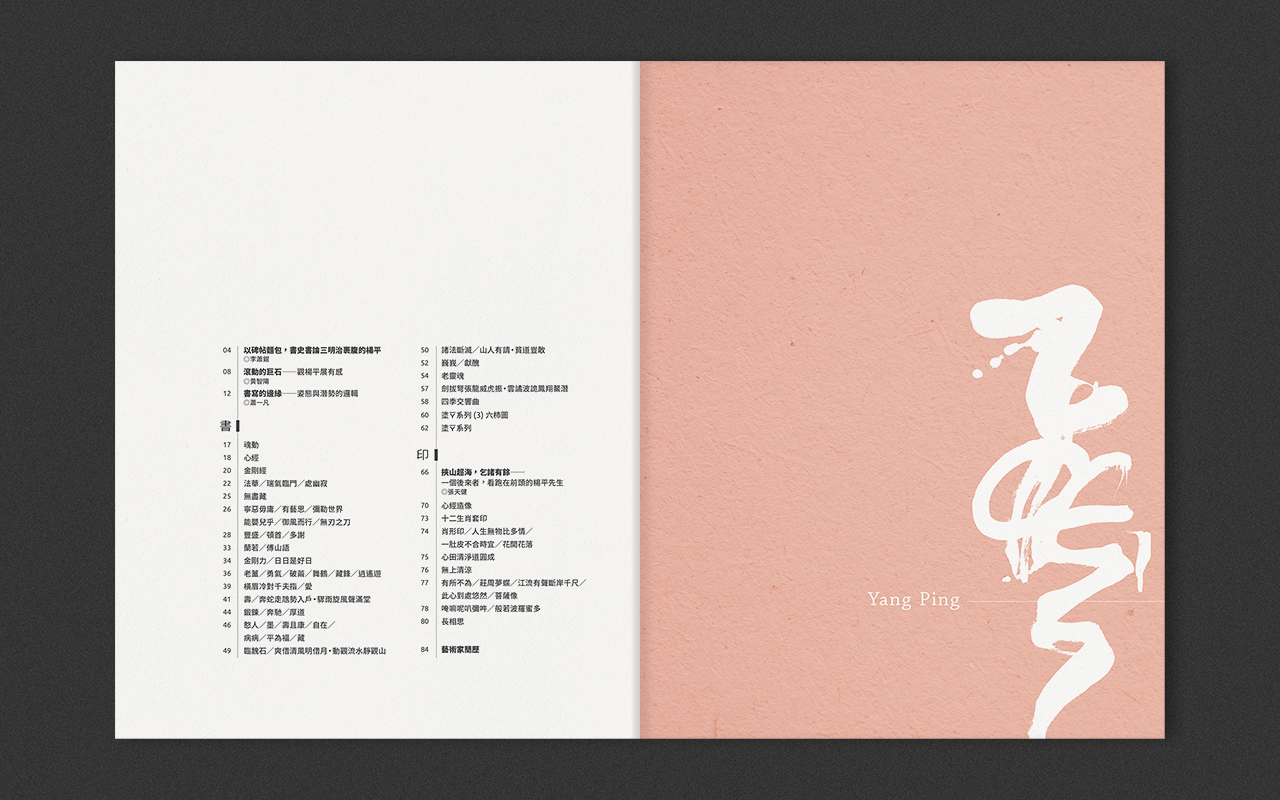 04 以碑帖麵包，書史書論三明治裹腹的楊平
◎李蕭錕
08 滾動的巨石——觀楊平展有感
◎黃智陽
12 書寫的邊緣——姿態與潛勢的邏輯
◎蕭一凡
書
17 魂動
18 心經
20 金剛經
22 法華／瑞氣臨門／處幽寂
25 無盡藏
26 寧惡毋庸／有藝思／彌勒世界
能嬰兒乎／御風而行／無刃之刀
28 豐盛／頓首／多謝
33 蘭若／傅山語
34 金剛力／日日是好日
36 老薑／勇氣／破繭／舞鶴／藏鋒／逍遙遊
39 橫眉冷對千夫指／愛
41 壽／奔蛇走虺勢入戶・驟雨旋風聲滿堂
44 鍛鍊／奔馳／厚道
46 憨人／墨／壽且康／自在／
病病／平為福／藏
49 臨魏石／爽借清風明借月・動觀流水靜觀山
50 諸法斷滅／山人有請・貧道豈敢
52 巍巍／獻醜
54 老靈魂
57 劍拔弩張龍威虎振・雲譎波詭鳳翔鷙潛
58 四季交響曲
60 塗ㄚ系列 (3) 六柿圖
62 塗ㄚ系列
印
66 挾山超海，乞諸有餘——
一個後來者，看跑在前頭的楊平先生
◎張天健
70 心經造像
73 十二生肖套印
74 肖形印／人生無物比多情／
一肚皮不合時宜／花開花落
75 心田清淨道圓成
76 無上清涼
77 有所不為／莊周夢蝶／江流有聲斷岸千尺／
此心到處悠然／菩薩像
78 唵嘛呢叭彌吽／般若波羅蜜多
80 長相思
84 藝術家簡歷
Yang Ping